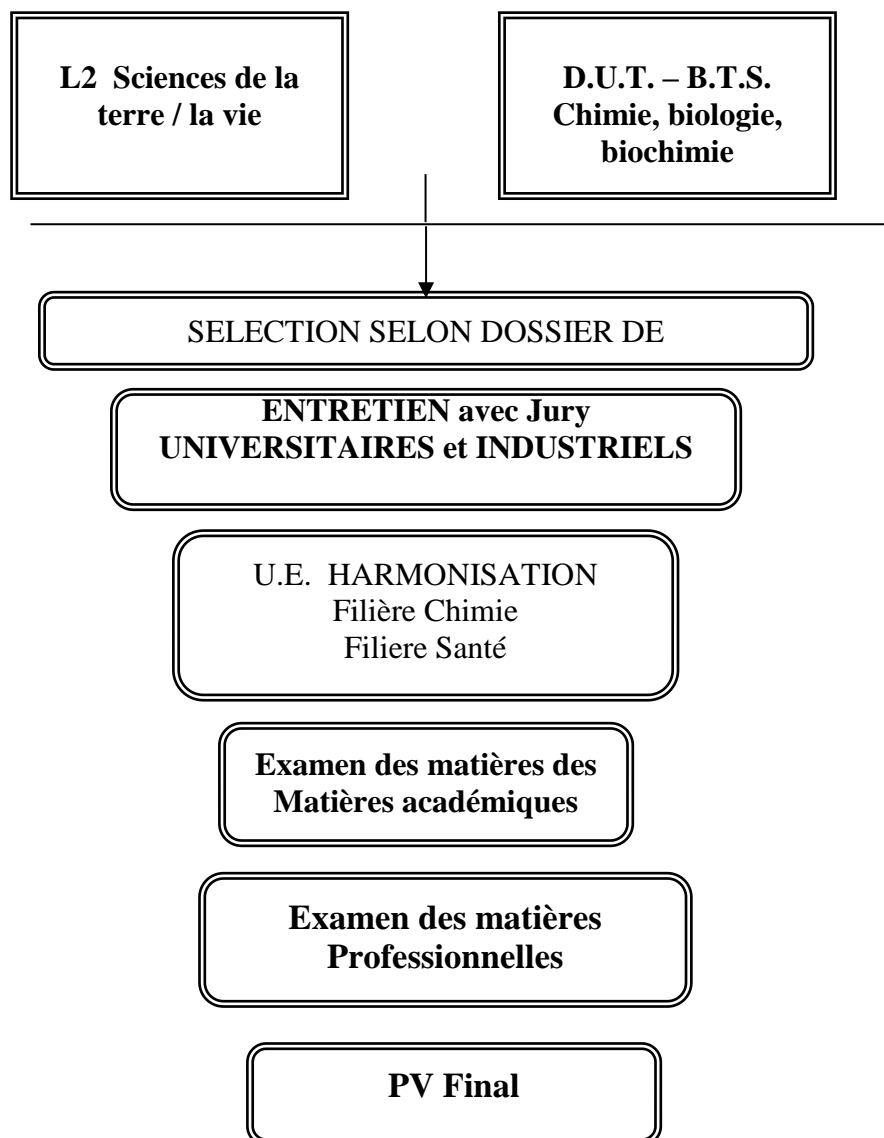 L2 Sciences de la
terre / la vie
D.U.T. – B.T.S.
Chimie, biologie,
biochimie
SELECTION SELON DOSSIER DE
ENTRETIEN avec Jury
UNIVERSITAIRES et INDUSTRIELS
U.E. HARMONISATION
Filière Chimie
Filiere Santé
Examen des matières des
Matières académiques
Examen des matières
Professionnelles
PV Final